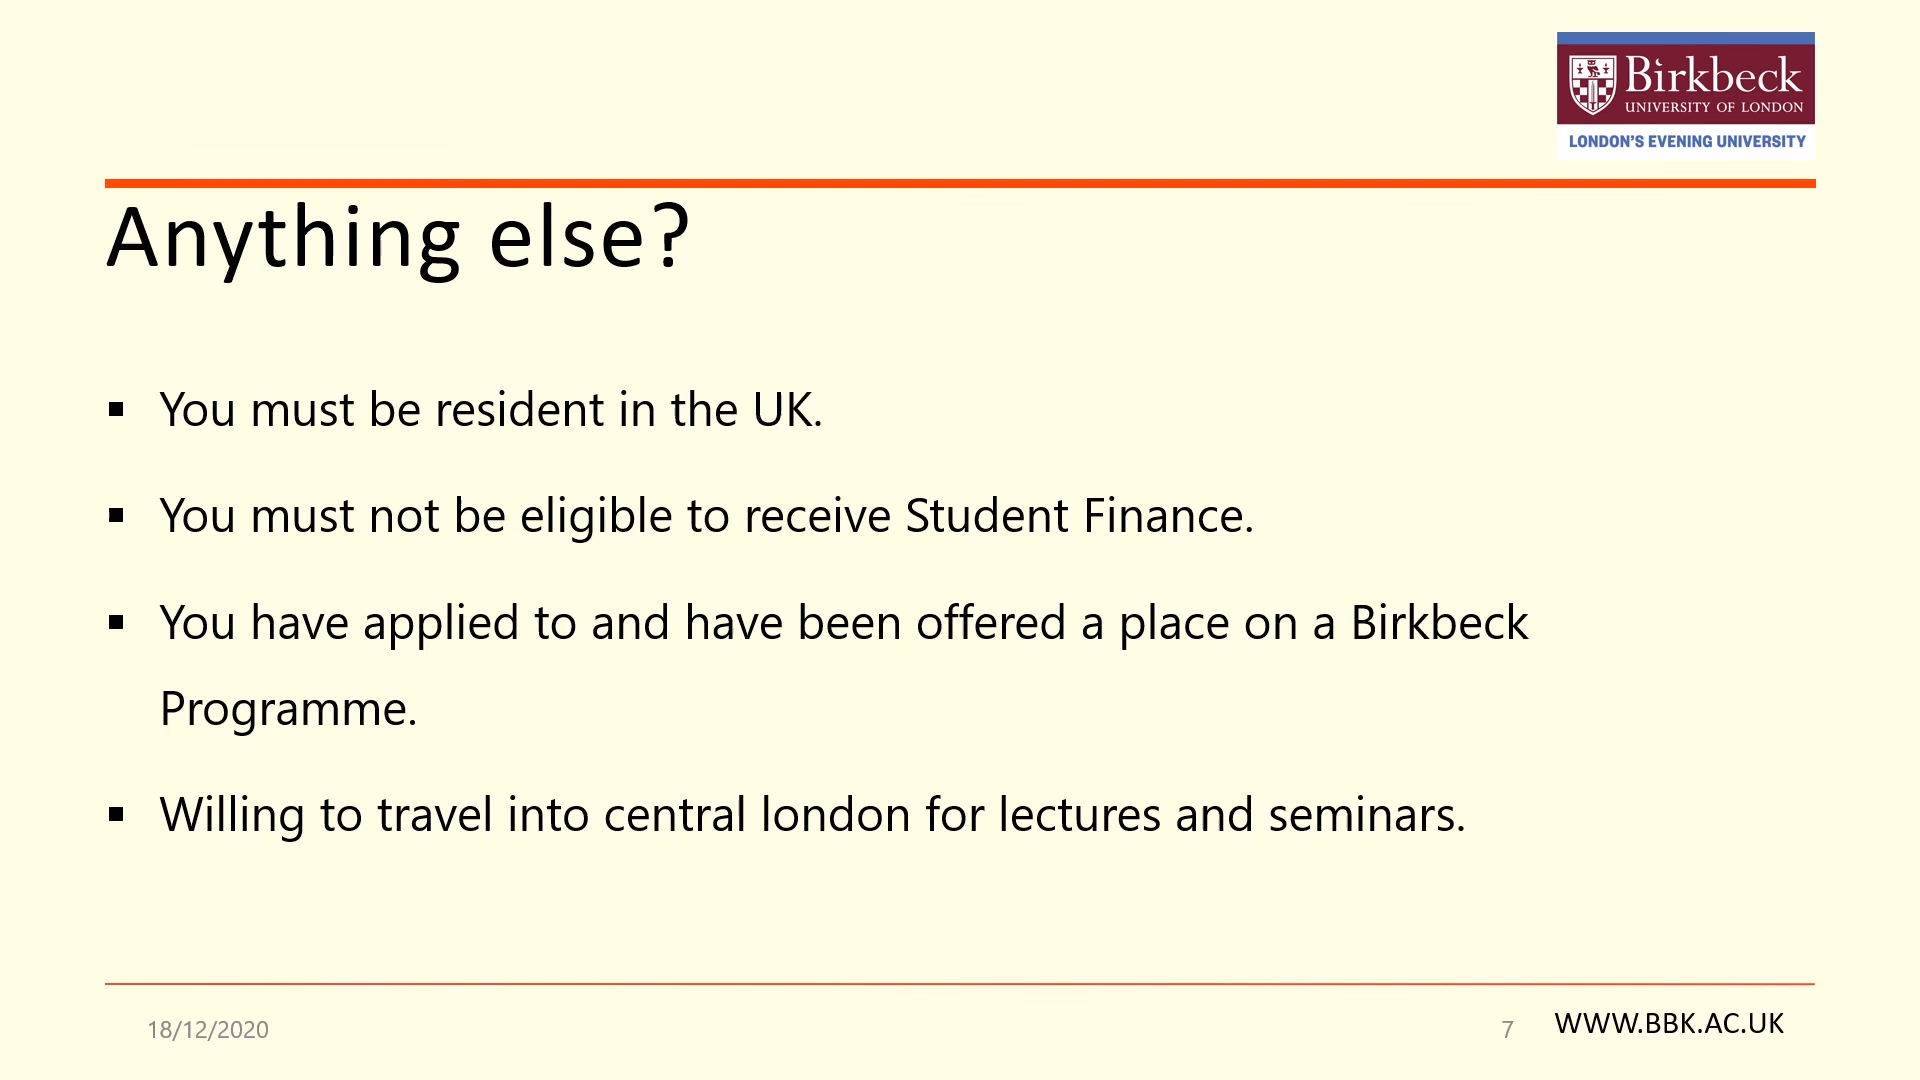 Birkbeck
UNIVERSITY OF LONDON
LONDON'S EVENING UNIVERSITY
Anything else?
▪ You must be resident in the UK.
▪ You must not be eligible to receive Student Finance.
▪ You have applied to and have been offered a place on a Birkbeck
Programme.
▪ Willing to travel into central london for lectures and seminars.
18/12/2020
7
WWW.BBK.AC.UK